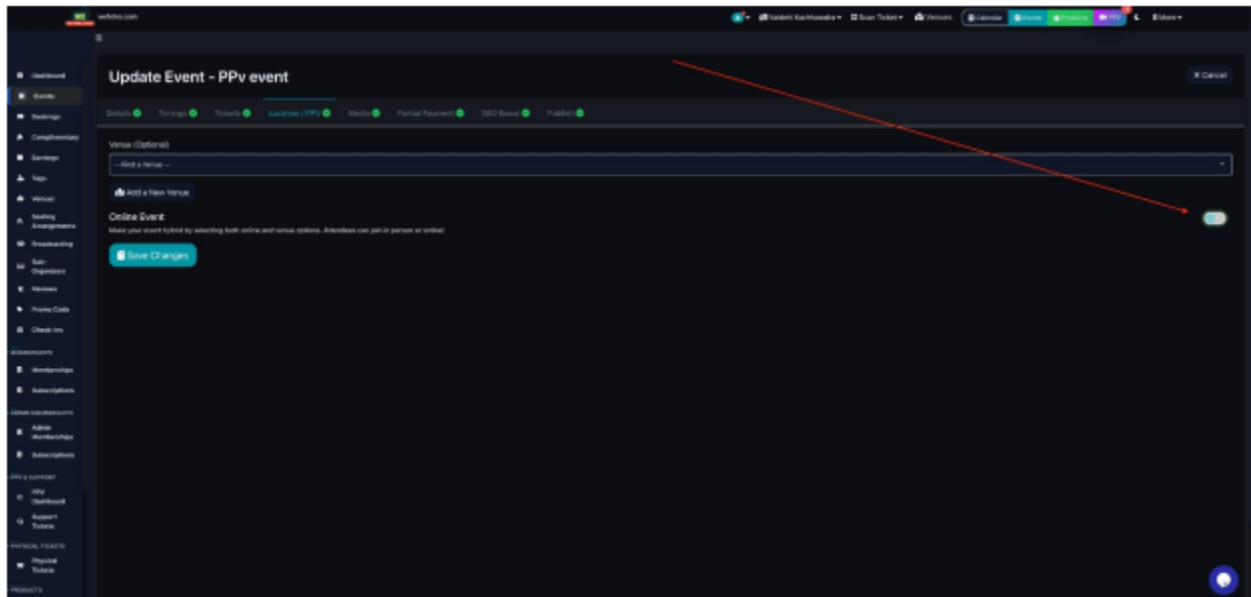 Scan Ticket
Venues
Calendar
Events
Products
PPV
More
Update Event - PPv event
X Cancel
Details
Timings
Tickets
Location / PPV
Media
Partial Payment
SEO Boost
Publish
Venue (Optional)
-- Find a Venue --
Add a New Venue
Online Event
Make your event hybrid by selecting both online and venue options. Attendees can join in person or online!
Save Changes
Dashboard
Events
Bookings
Complimentary
Earnings
Tags
Venues
Seating
Arrangements
Broadcasting
Sub-
Organizers
Reviews
Promo Code
Check-ins
MEMBERSHIPS
Memberships
Subscriptions
Admin
Memberships
Subscriptions
PPV & SUPPORT
PPV
Dashboard
Support
Tickets
PHYSICAL TICKETS
Physical
Tickets
PRODUCTS